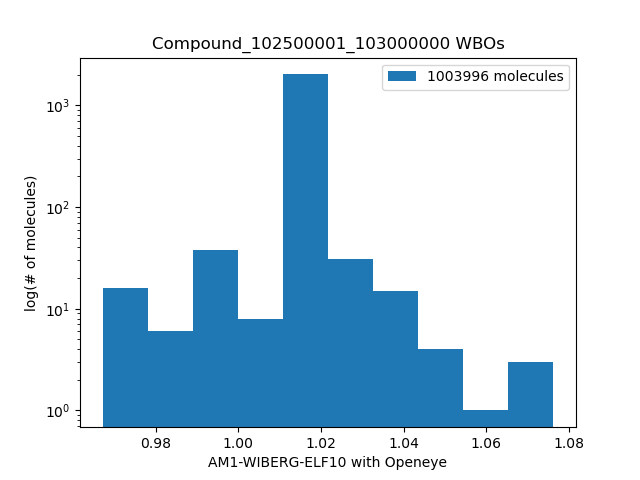 Compound_102500001_103000000 WBOs
1003996 molecules
log(# of molecules)
10³
10²
10¹
10⁰
0.98 1.00 1.02 1.04 1.06 1.08
AM1-WIBERG-ELF10 with Openeye